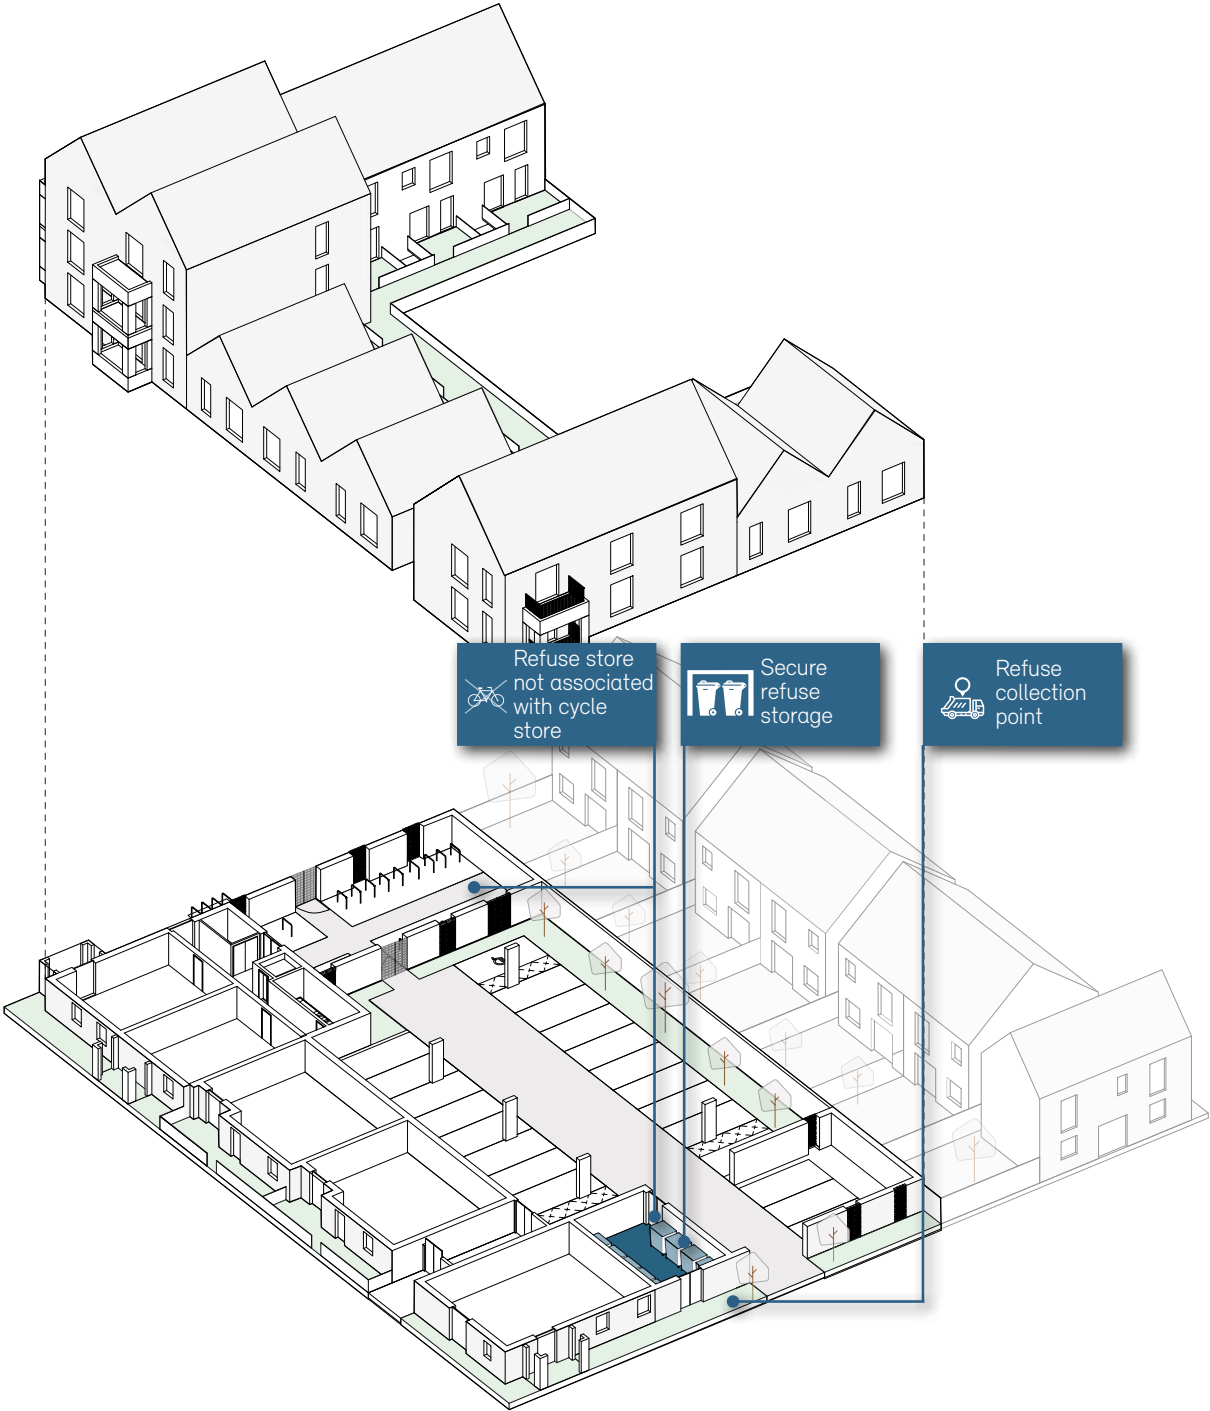 Refuse store
not associated
with cycle
store
Secure
refuse
storage
Refuse
collection
point